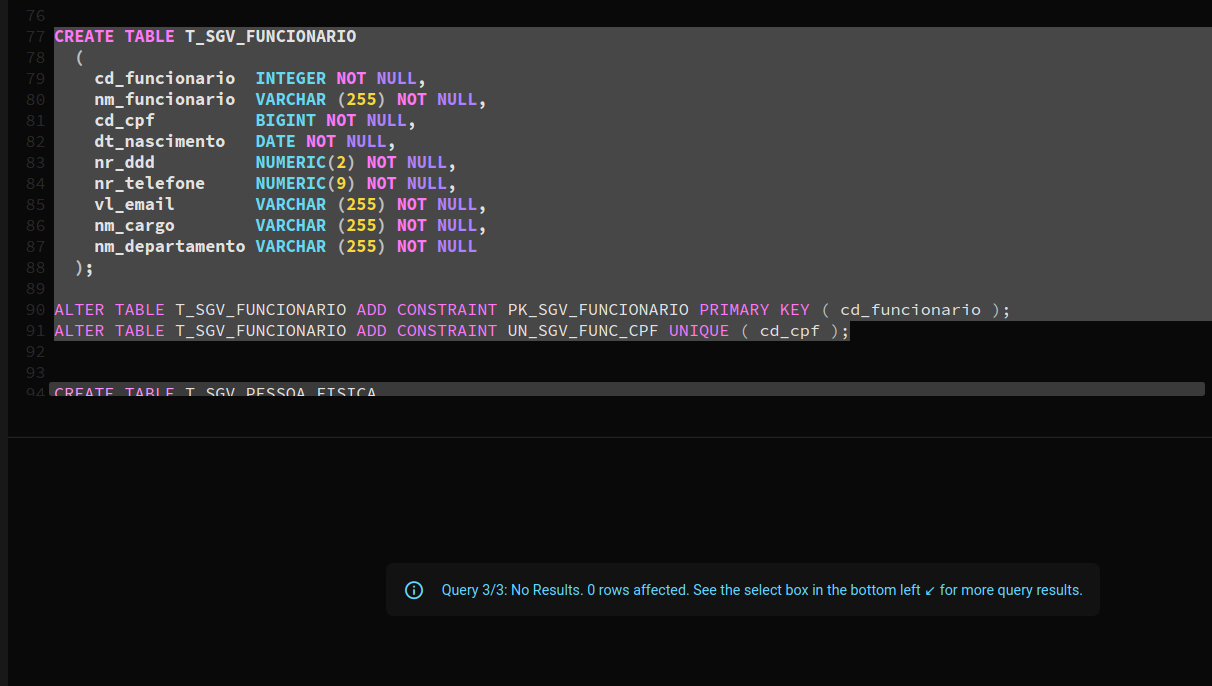 76
77 CREATE TABLE T_SGV_FUNCIONARIO
78 (
79 cd_funcionario INTEGER NOT NULL,
80 nm_funcionario VARCHAR (255) NOT NULL,
81 cd_cpf BIGINT NOT NULL,
82 dt_nascimento DATE NOT NULL,
83 nr_ddd NUMERIC(2) NOT NULL,
84 nr_telefone NUMERIC(9) NOT NULL,
85 vl_email VARCHAR (255) NOT NULL,
86 nm_cargo VARCHAR (255) NOT NULL,
87 nm_departamento VARCHAR (255) NOT NULL
88 );
89
90 ALTER TABLE T_SGV_FUNCIONARIO ADD CONSTRAINT PK_SGV_FUNCIONARIO PRIMARY KEY ( cd_funcionario );
91 ALTER TABLE T_SGV_FUNCIONARIO ADD CONSTRAINT UN_SGV_FUNC_CPF UNIQUE ( cd_cpf );
92
93
94 CREATE TABLE T_SGV_PESSOA_FISICA
Query 3/3: No Results. 0 rows affected. See the select box in the bottom left ↙ for more query results.